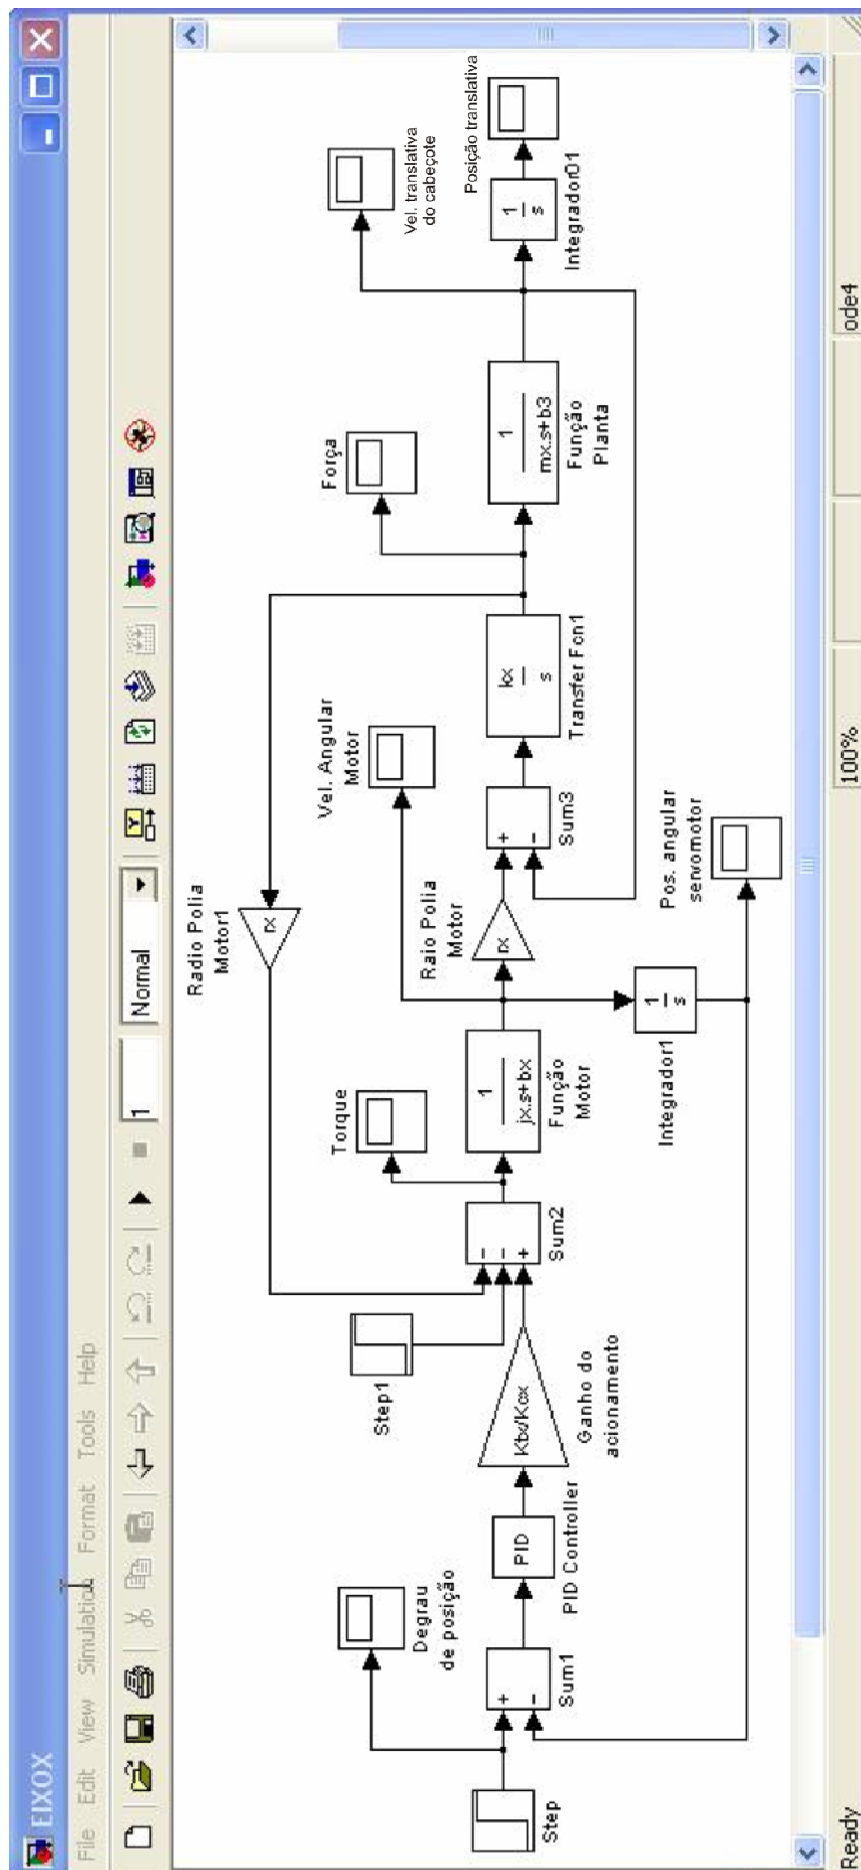 EIXOX
File Edit View Simulation Format Tools Help
1
Normal
Radio Polia
Motor1
rx
Step1
Torque
Vel. Angular
Motor
Força
Vel. translativa
do cabeçote
Degrau
de posição
Step
+
-
Sum1
PID
PID Controller
Ktx/Kox
Ganho do
acionamento
-
-
+
Sum2
1
jx.s+bx
Função
Motor
Raio Polia
Motor
rx
+
-
Sum3
kx
s
Transfer Fcn1
1
mx.s+b3
Função
Planta
1
s
Integrador01
Posição translativa
1
s
Integrador1
Pos. angular
servomotor
Ready
100%
ode4